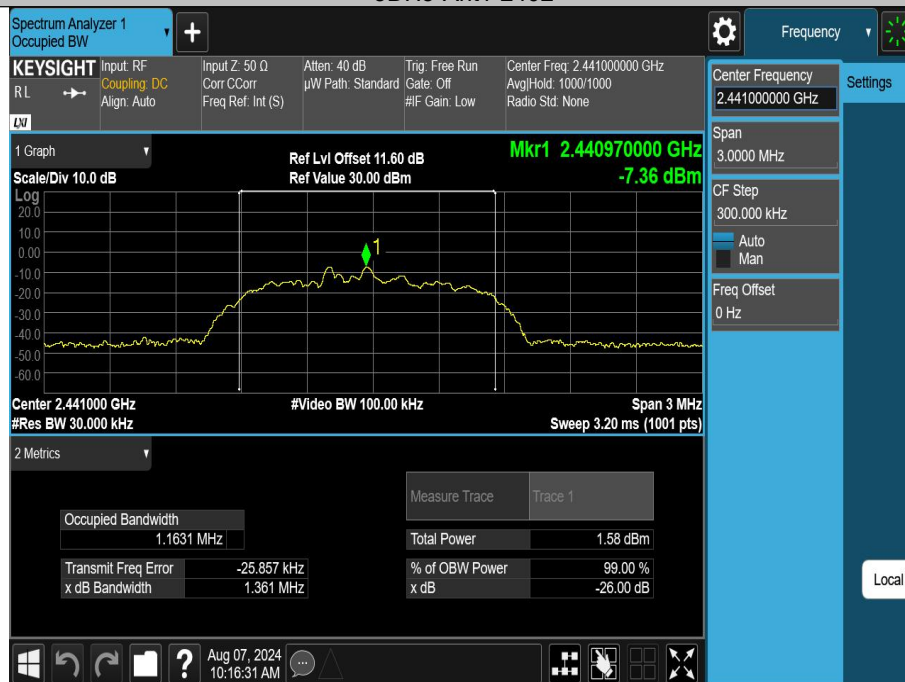 Spectrum Analyzer 1
Occupied BW
Frequency
KEYSIGHT
RL
LXI
Input: RF
Coupling: DC
Align: Auto
Input Z: 50 Ω
Corr CCorr
Freq Ref: Int (S)
Atten: 40 dB
µW Path: Standard
Trig: Free Run
Gate: Off
#IF Gain: Low
Center Freq: 2.441000000 GHz
Avg|Hold: 1000/1000
Radio Std: None
Center Frequency
2.441000000 GHz
Settings
Span
3.0000 MHz
CF Step
300.000 kHz
Auto
Man
Freq Offset
0 Hz
Local
1 Graph
Scale/Div 10.0 dB
Ref Lvl Offset 11.60 dB
Ref Value 30.00 dBm
Mkr1 2.440970000 GHz
-7.36 dBm
Log
20.0
10.0
0.00
-10.0
-20.0
-30.0
-40.0
-50.0
-60.0
1
Center 2.441000 GHz
#Video BW 100.00 kHz
Span 3 MHz
#Res BW 30.000 kHz
Sweep 3.20 ms (1001 pts)
2 Metrics
Measure Trace
Trace 1
Occupied Bandwidth
1.1631 MHz
Total Power
1.58 dBm
Transmit Freq Error
-25.857 kHz
% of OBW Power
99.00 %
x dB Bandwidth
1.361 MHz
x dB
-26.00 dB
?
Aug 07, 2024
10:16:31 AM